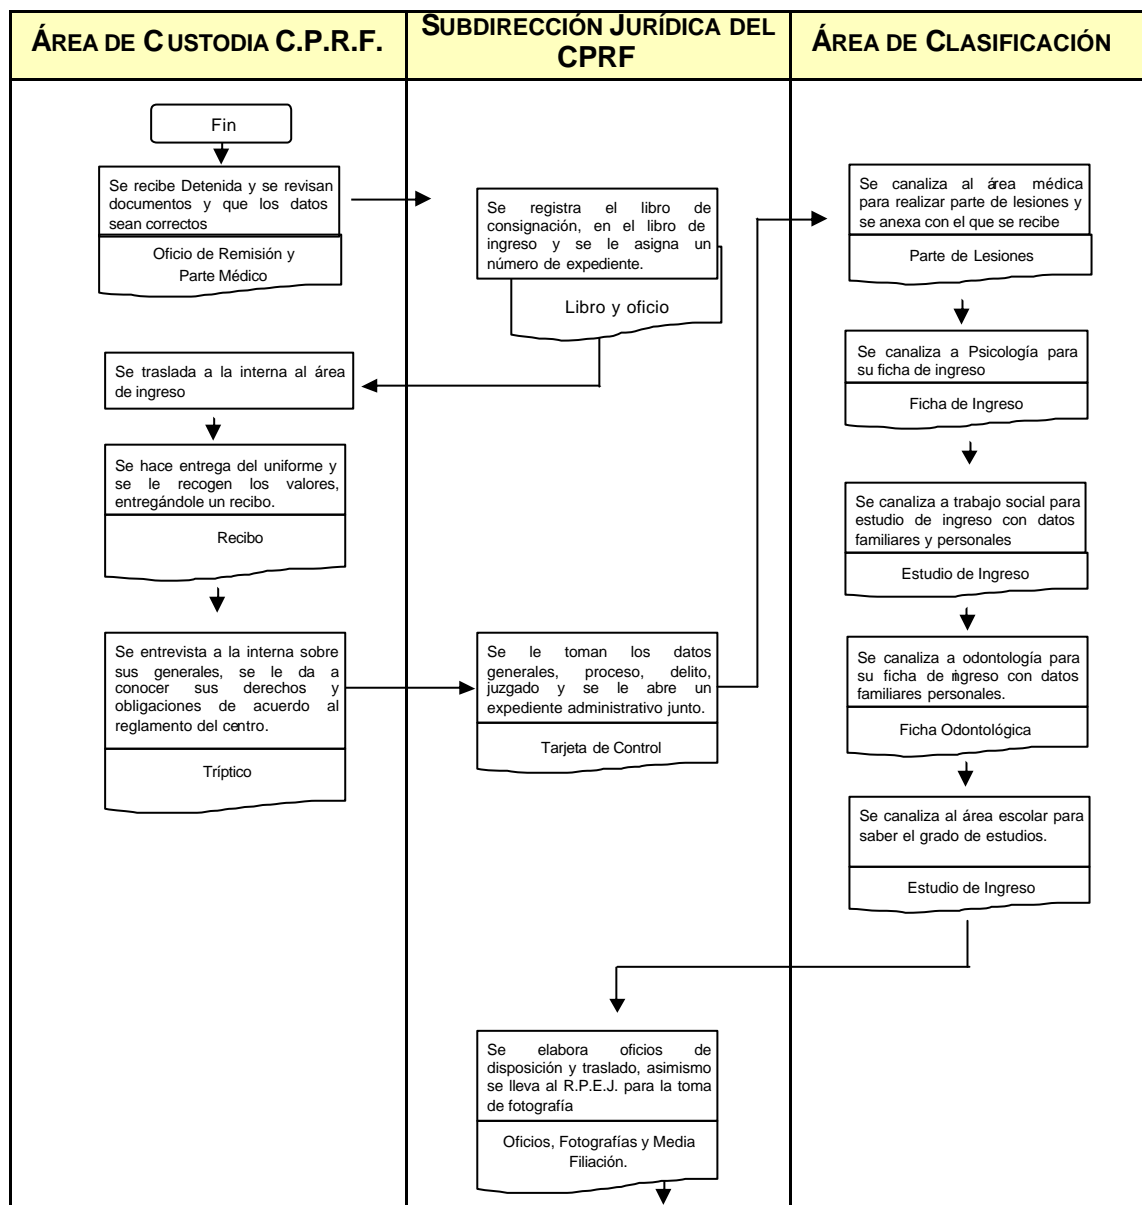 ÁREA DE CUSTODIA C.P.R.F.
SUBDIRECCIÓN JURÍDICA DEL
CPRF
ÁREA DE CLASIFICACIÓN
Fin
Se recibe Detenida y se revisan
documentos y que los datos
sean correctos
Oficio de Remisión y
Parte Médico
Se registra el libro de
consignación, en el libro de
ingreso y se le asigna un
número de expediente.
Libro y oficio
Se canaliza al área médica
para realizar parte de lesiones y
se anexa con el que se recibe
Parte de Lesiones
Se canaliza a Psicología para
su ficha de ingreso
Ficha de Ingreso
Se traslada a la interna al área
de ingreso
Se hace entrega del uniforme y
se le recogen los valores,
entregándole un recibo.
Recibo
Se canaliza a trabajo social para
estudio de ingreso con datos
familiares y personales
Estudio de Ingreso
Se entrevista a la interna sobre
sus generales, se le da a
conocer sus derechos y
obligaciones de acuerdo al
reglamento del centro.
Tríptico
Se le toman los datos
generales, proceso, delito,
juzgado y se le abre un
expediente administrativo junto.
Tarjeta de Control
Se canaliza a odontología para
su ficha de ingreso con datos
familiares personales.
Ficha Odontológica
Se canaliza al área escolar para
saber el grado de estudios.
Estudio de Ingreso
Se elabora oficios de
disposición y traslado, asimismo
se lleva al R.P.E.J. para la toma
de fotografía
Oficios, Fotografías y Media
Filiación.